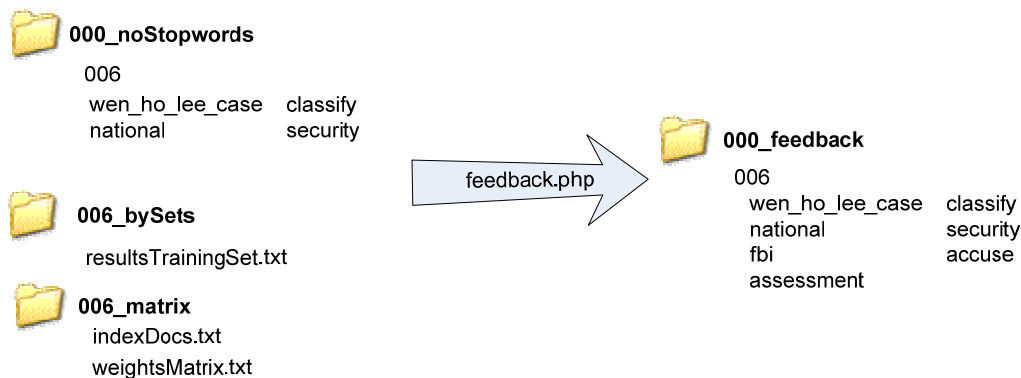 000_noStopwords
006
wen_ho_lee_case classify
national security
006_bySets
resultsTrainingSet.txt
006_matrix
indexDocs.txt
weightsMatrix.txt
feedback.php
000_feedback
006
wen_ho_lee_case classify
national security
fbi accuse
assessment